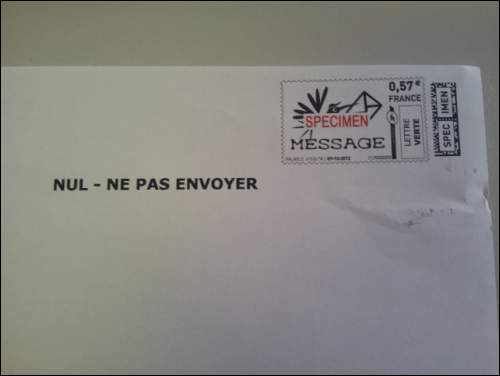 0,57 €
FRANCE
SPECIMEN
MESSAGE
LETTRE
VERTE
SPEC IMEN
NUL - NE PAS ENVOYER